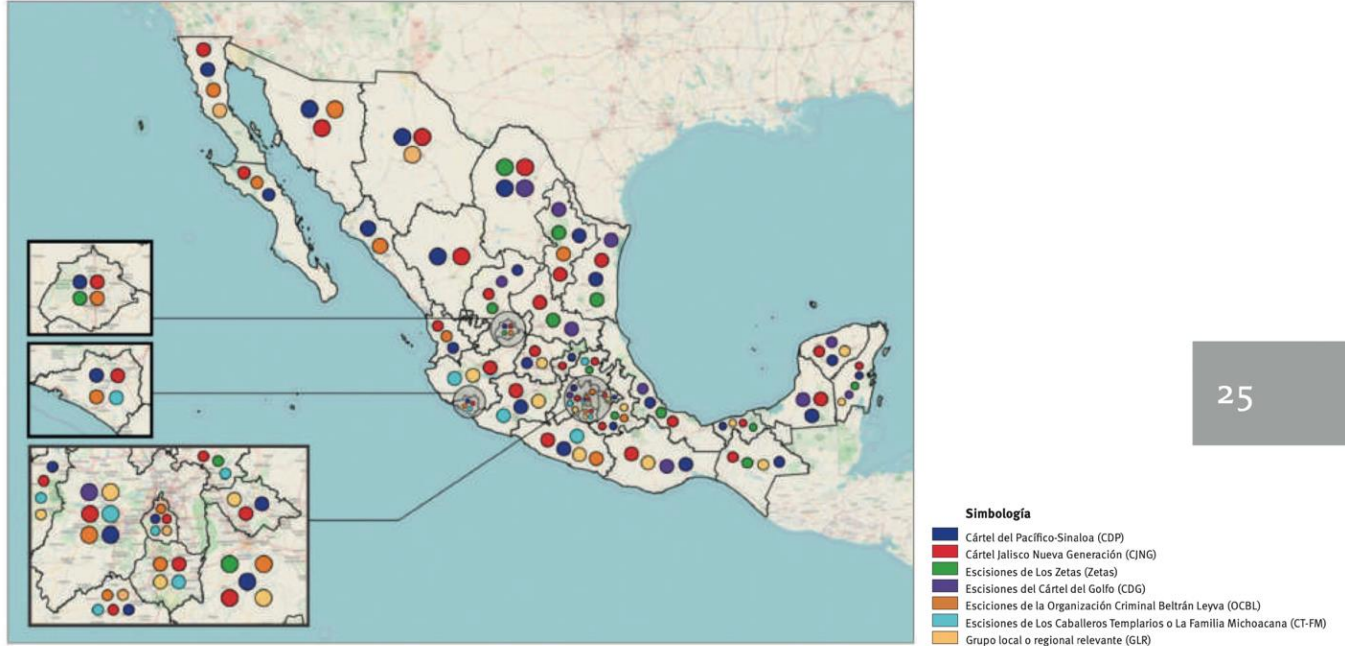 25
Simbología
Cártel del Pacífico-Sinaloa (CDP)
Cártel Jalisco Nueva Generación (CJNG)
Escisiones de Los Zetas (Zetas)
Escisiones del Cártel del Golfo (CDG)
Esciciones de la Organización Criminal Beltrán Leyva (OCBL)
Escisiones de Los Caballeros Templarios o La Familia Michoacana (CT-FM)
Grupo local o regional relevante (GLR)